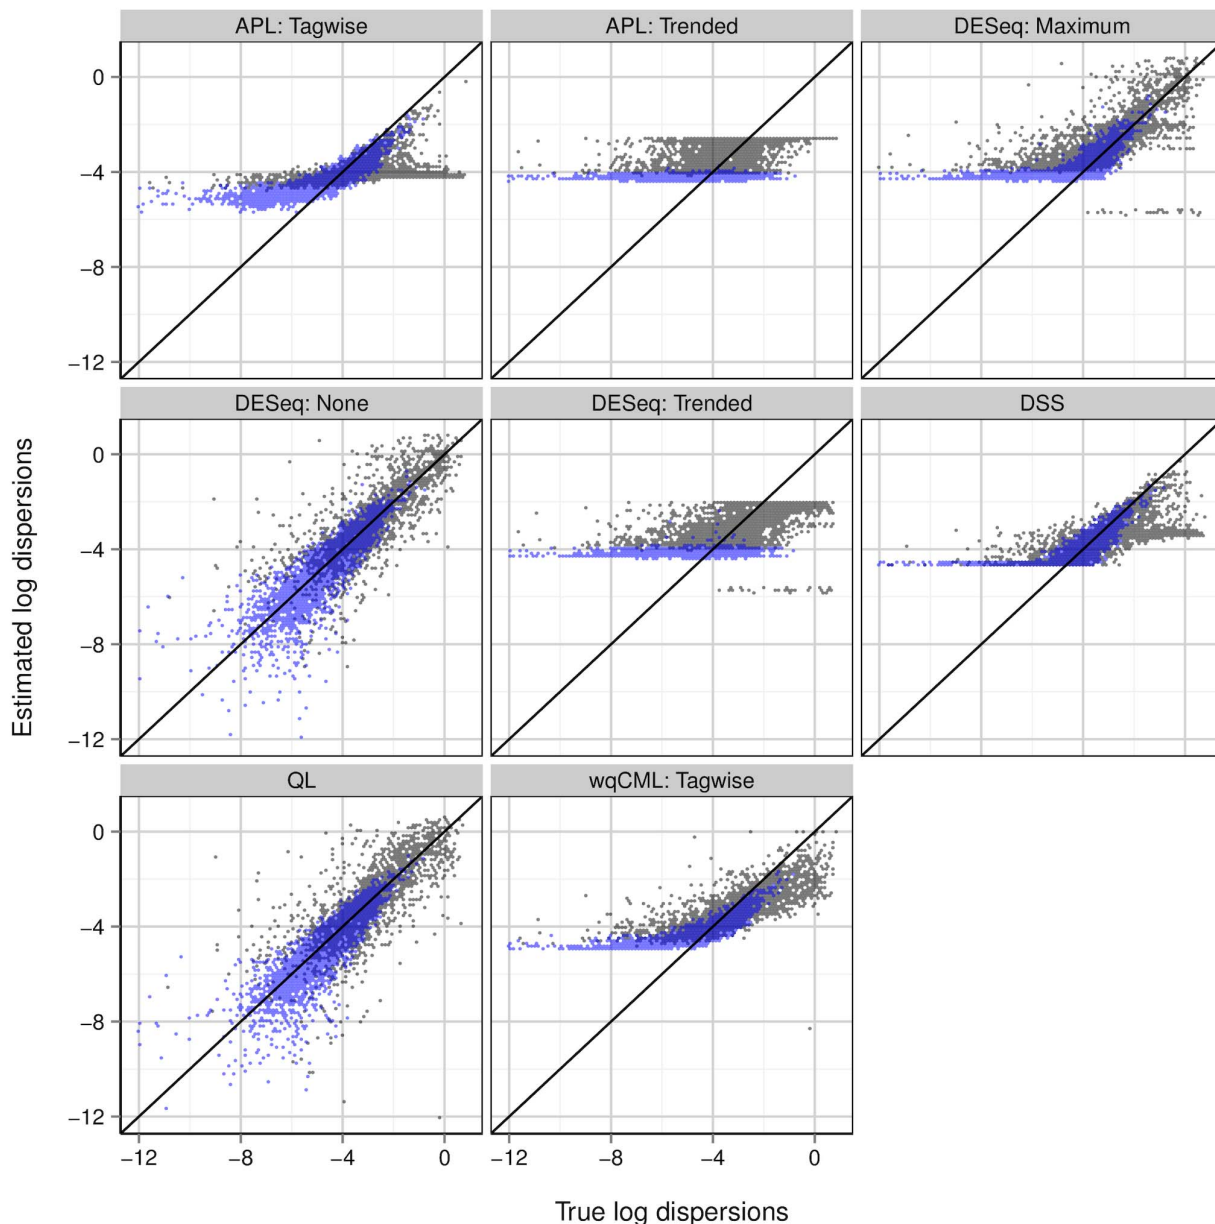 APL: Tagwise
APL: Trended
DESeq: Maximum
0
−4
−8
−12
DESeq: None
DESeq: Trended
DSS
0
−4
−8
−12
Estimated log dispersions
QL
wqCML: Tagwise
0
−4
−8
−12
−12 −8 −4 0
−12 −8 −4 0
True log dispersions